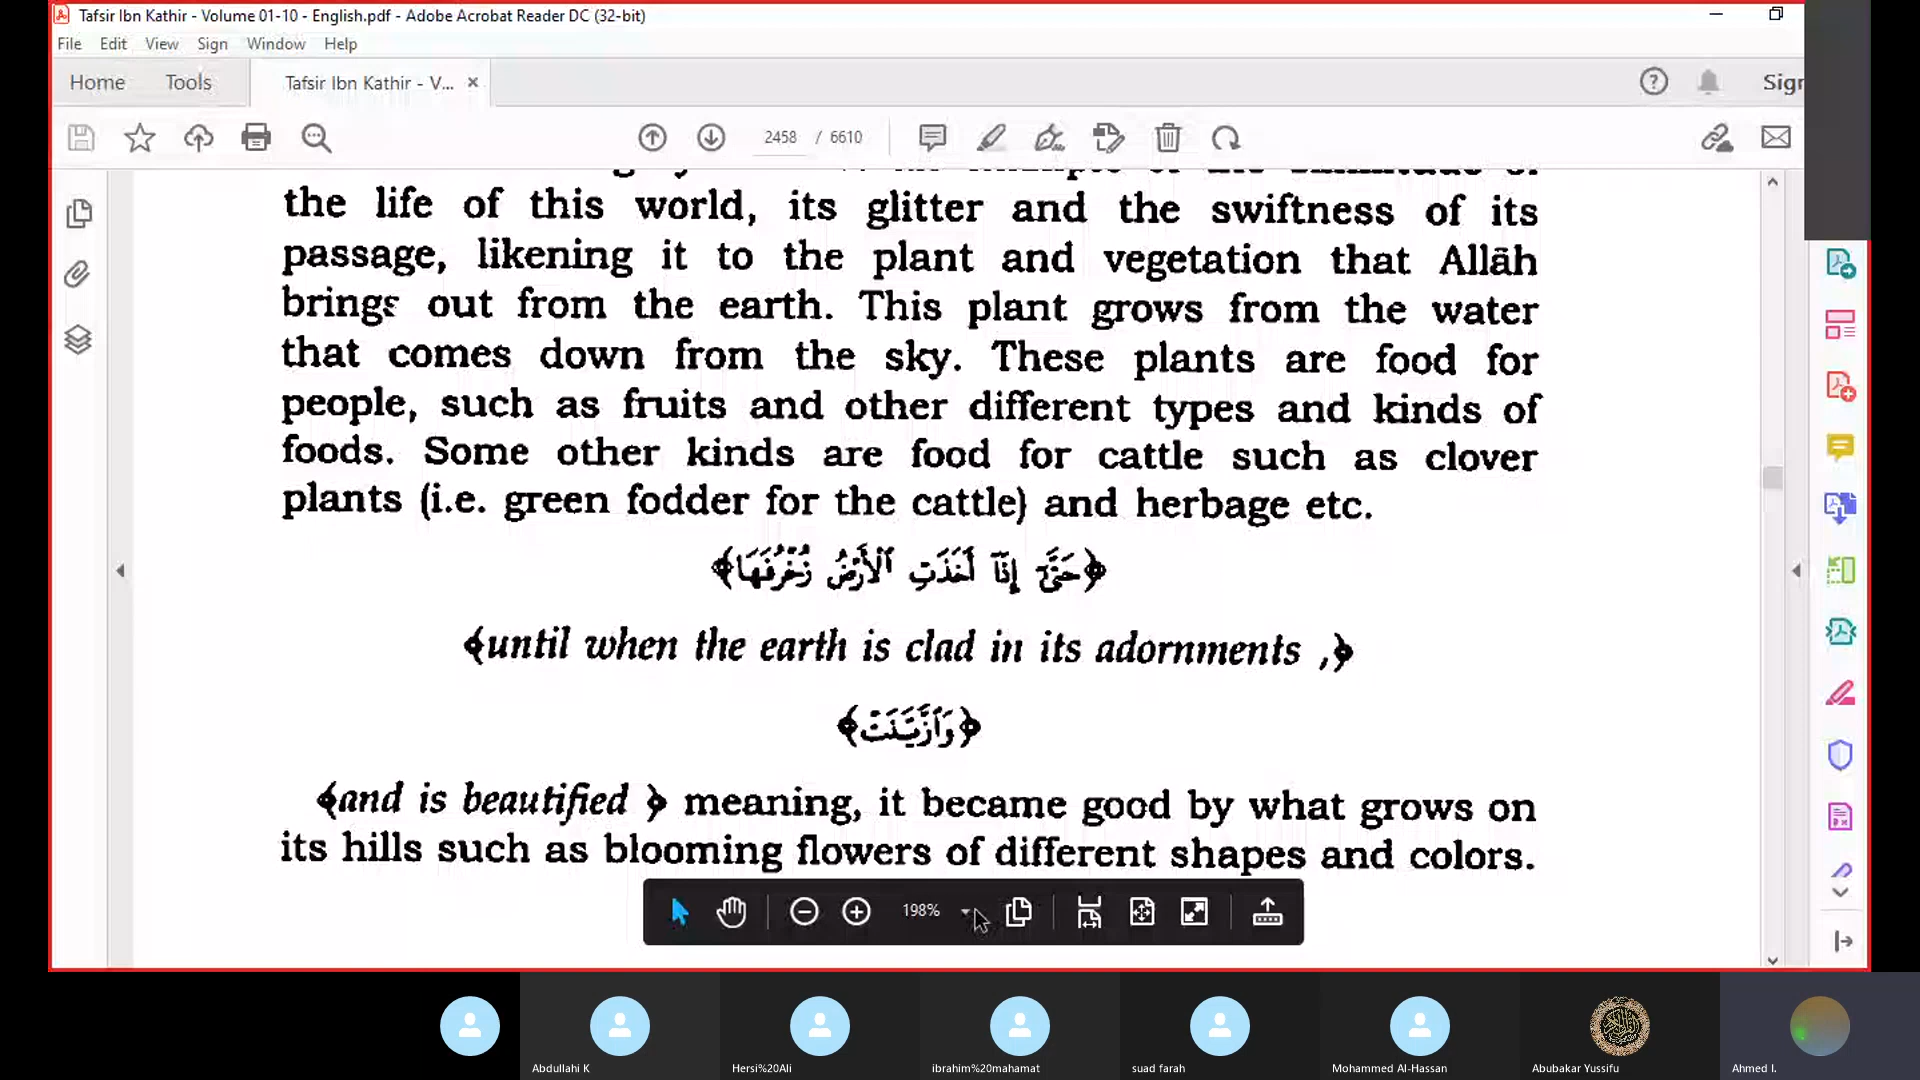 Tafsir Ibn Kathir - Volume 01-10 - English.pdf - Adobe Acrobat Reader DC (32-bit)
File Edit View Sign Window Help
Home Tools Tafsir Ibn Kathir - V... × Sign
2458 / 6610
the life of this world, its glitter and the swiftness of its
passage, likening it to the plant and vegetation that Allāh
brings out from the earth. This plant grows from the water
that comes down from the sky. These plants are food for
people, such as fruits and other different types and kinds of
foods. Some other kinds are food for cattle such as clover
plants (i.e. green fodder for the cattle) and herbage etc.
﴿حَتَّىٰٓ إِذَآ أَخَذَتِ ٱلْأَرْضُ زُخْرُفَهَا﴾
﴾until when the earth is clad in its adornments ,﴿
﴿وَٱزَّيَّنَتْ﴾
﴾and is beautified﴿ meaning, it became good by what grows on
its hills such as blooming flowers of different shapes and colors.
198%
Abdullahi K Hersi%20Ali ibrahim%20mahamat suad farah Mohammed Al-Hassan Abubakar Yussifu Ahmed I.